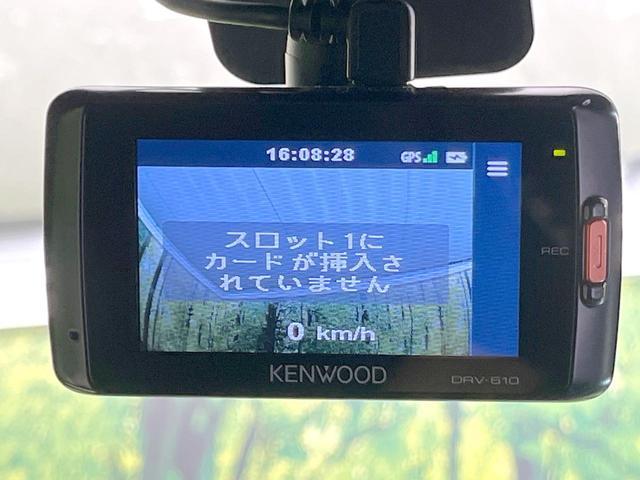 16:08:28 GPS
スロット1に
カードが挿入さ
れていません
REC
0 km/h
KENWOOD
DRV-610